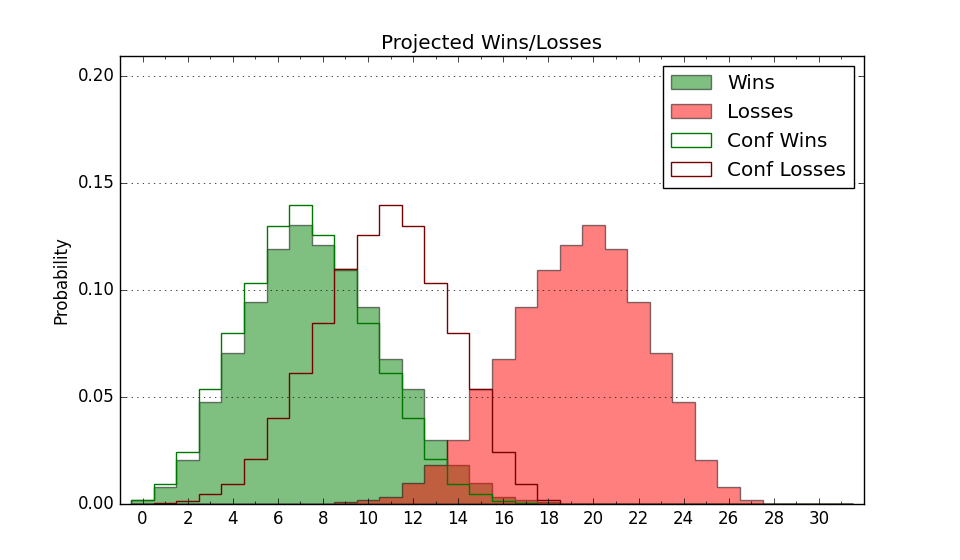 Projected Wins/Losses
0.20
0.15
0.10
0.05
0.00
Probability
Wins
Losses
Conf Wins
Conf Losses
0 2 4 6 8 10 12 14 16 18 20 22 24 26 28 30